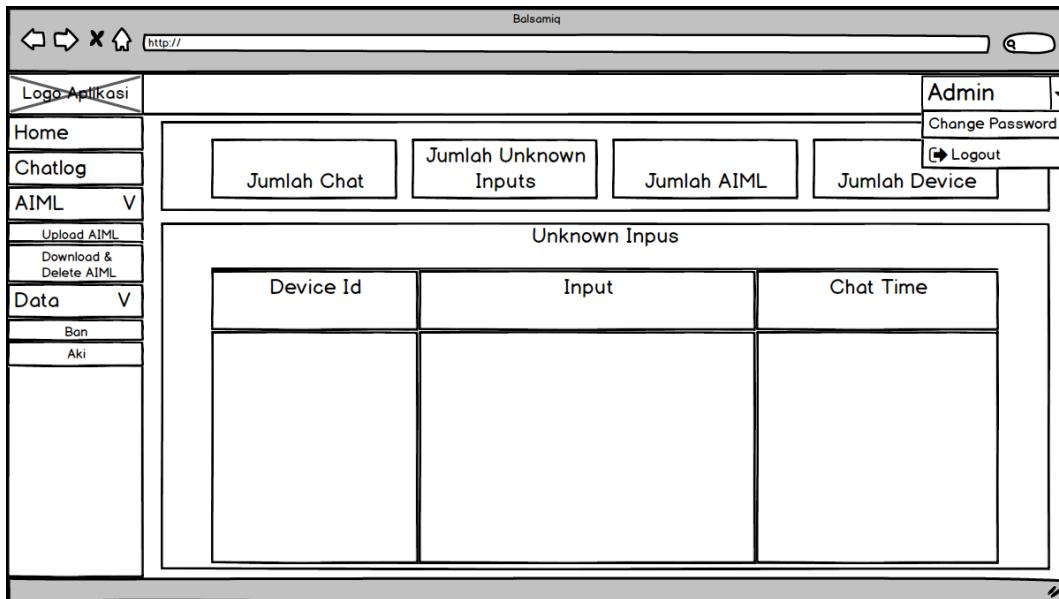 Balsamiq
http://
Logo Aplikasi
Admin
Change Password
Logout
Home
Chatlog
AIML V
Upload AIML
Download &
Delete AIML
Data V
Ban
Aki
Jumlah Chat
Jumlah Unknown
Inputs
Jumlah AIML
Jumlah Device
Unknown Inpus
Device Id
Input
Chat Time